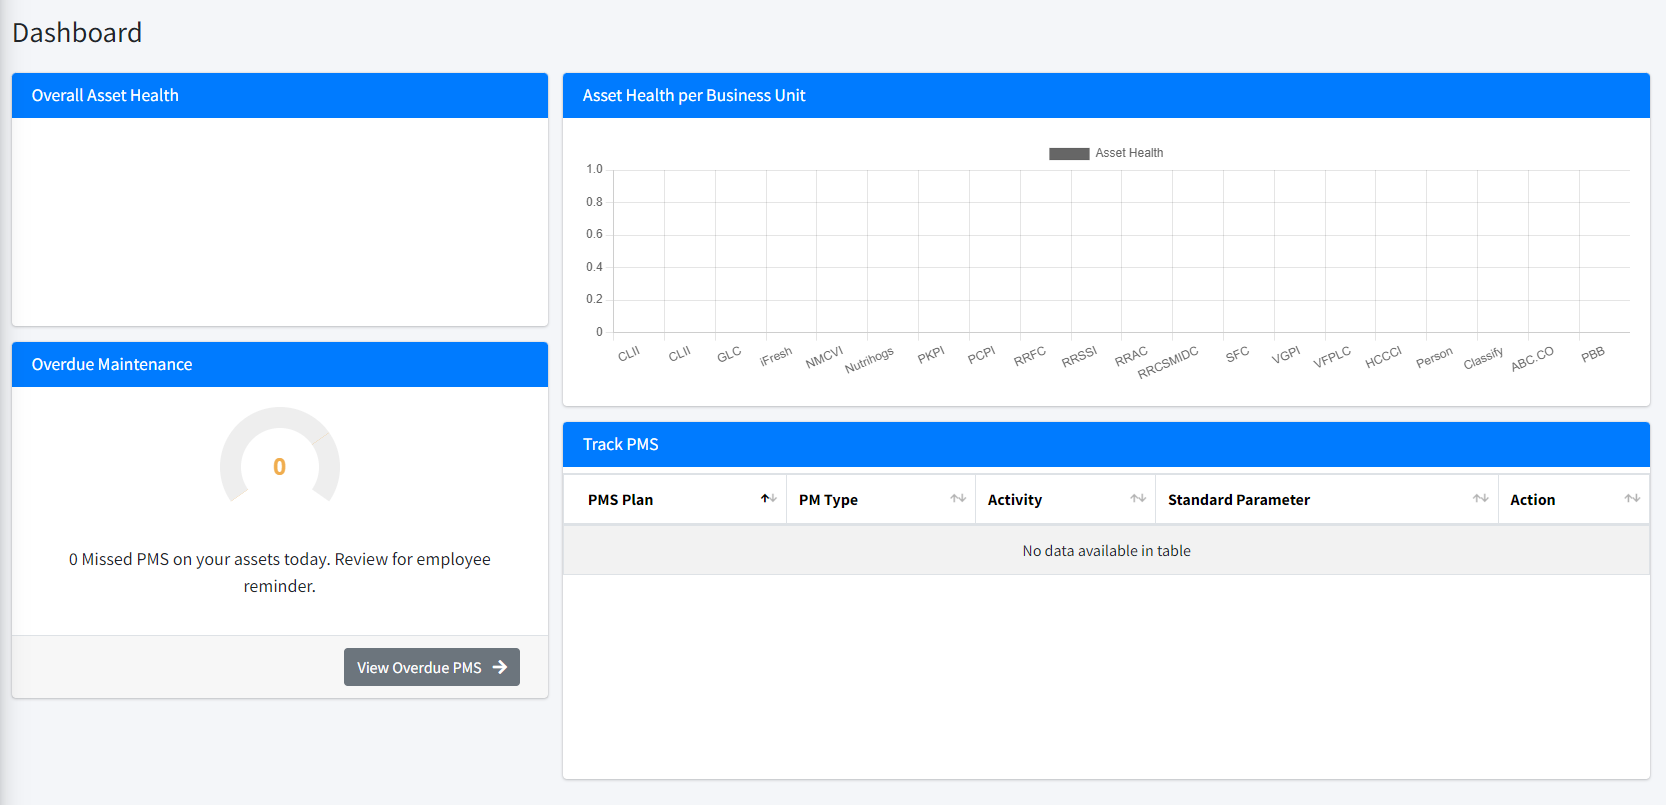 Dashboard
Overall Asset Health
Overdue Maintenance
0
0 Missed PMS on your assets today. Review for employee
reminder.
View Overdue PMS
Asset Health per Business Unit
Asset Health
1.0
0.8
0.6
0.4
0.2
0
CLII CLII GLC iFresh NMCVI Nutrihogs PKPI PCPI RRFC RRSSI RRAC RRCSMIDC SFC VGPI VFPLC HCCCI Person Classify ABC.CO PBB
Track PMS
PMS Plan PM Type Activity Standard Parameter Action
No data available in table